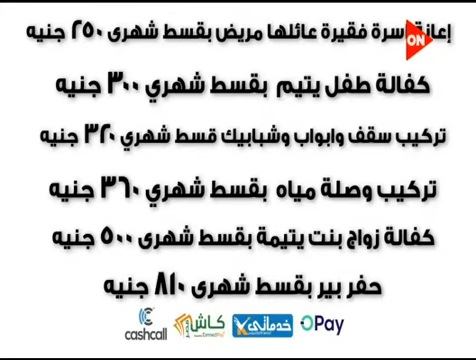 إعانة أسرة فقيرة عائلها مريض بقسط شهرى ٢٥٠ جنيه
ON
كفالة طفل يتيم بقسط شهري ٣٠٠ جنيه
تركيب سقف وابواب وشبابيك قسط شهري ٣٢٠ جنيه
تركيب وصلة مياه بقسط شهري ٣٦٠ جنيه
كفالة زواج بنت يتيمة بقسط شهرى ٥٠٠ جنيه
حفر بير بقسط شهرى ٨١٠ جنيه
cashcall كاش خدماتي OPay